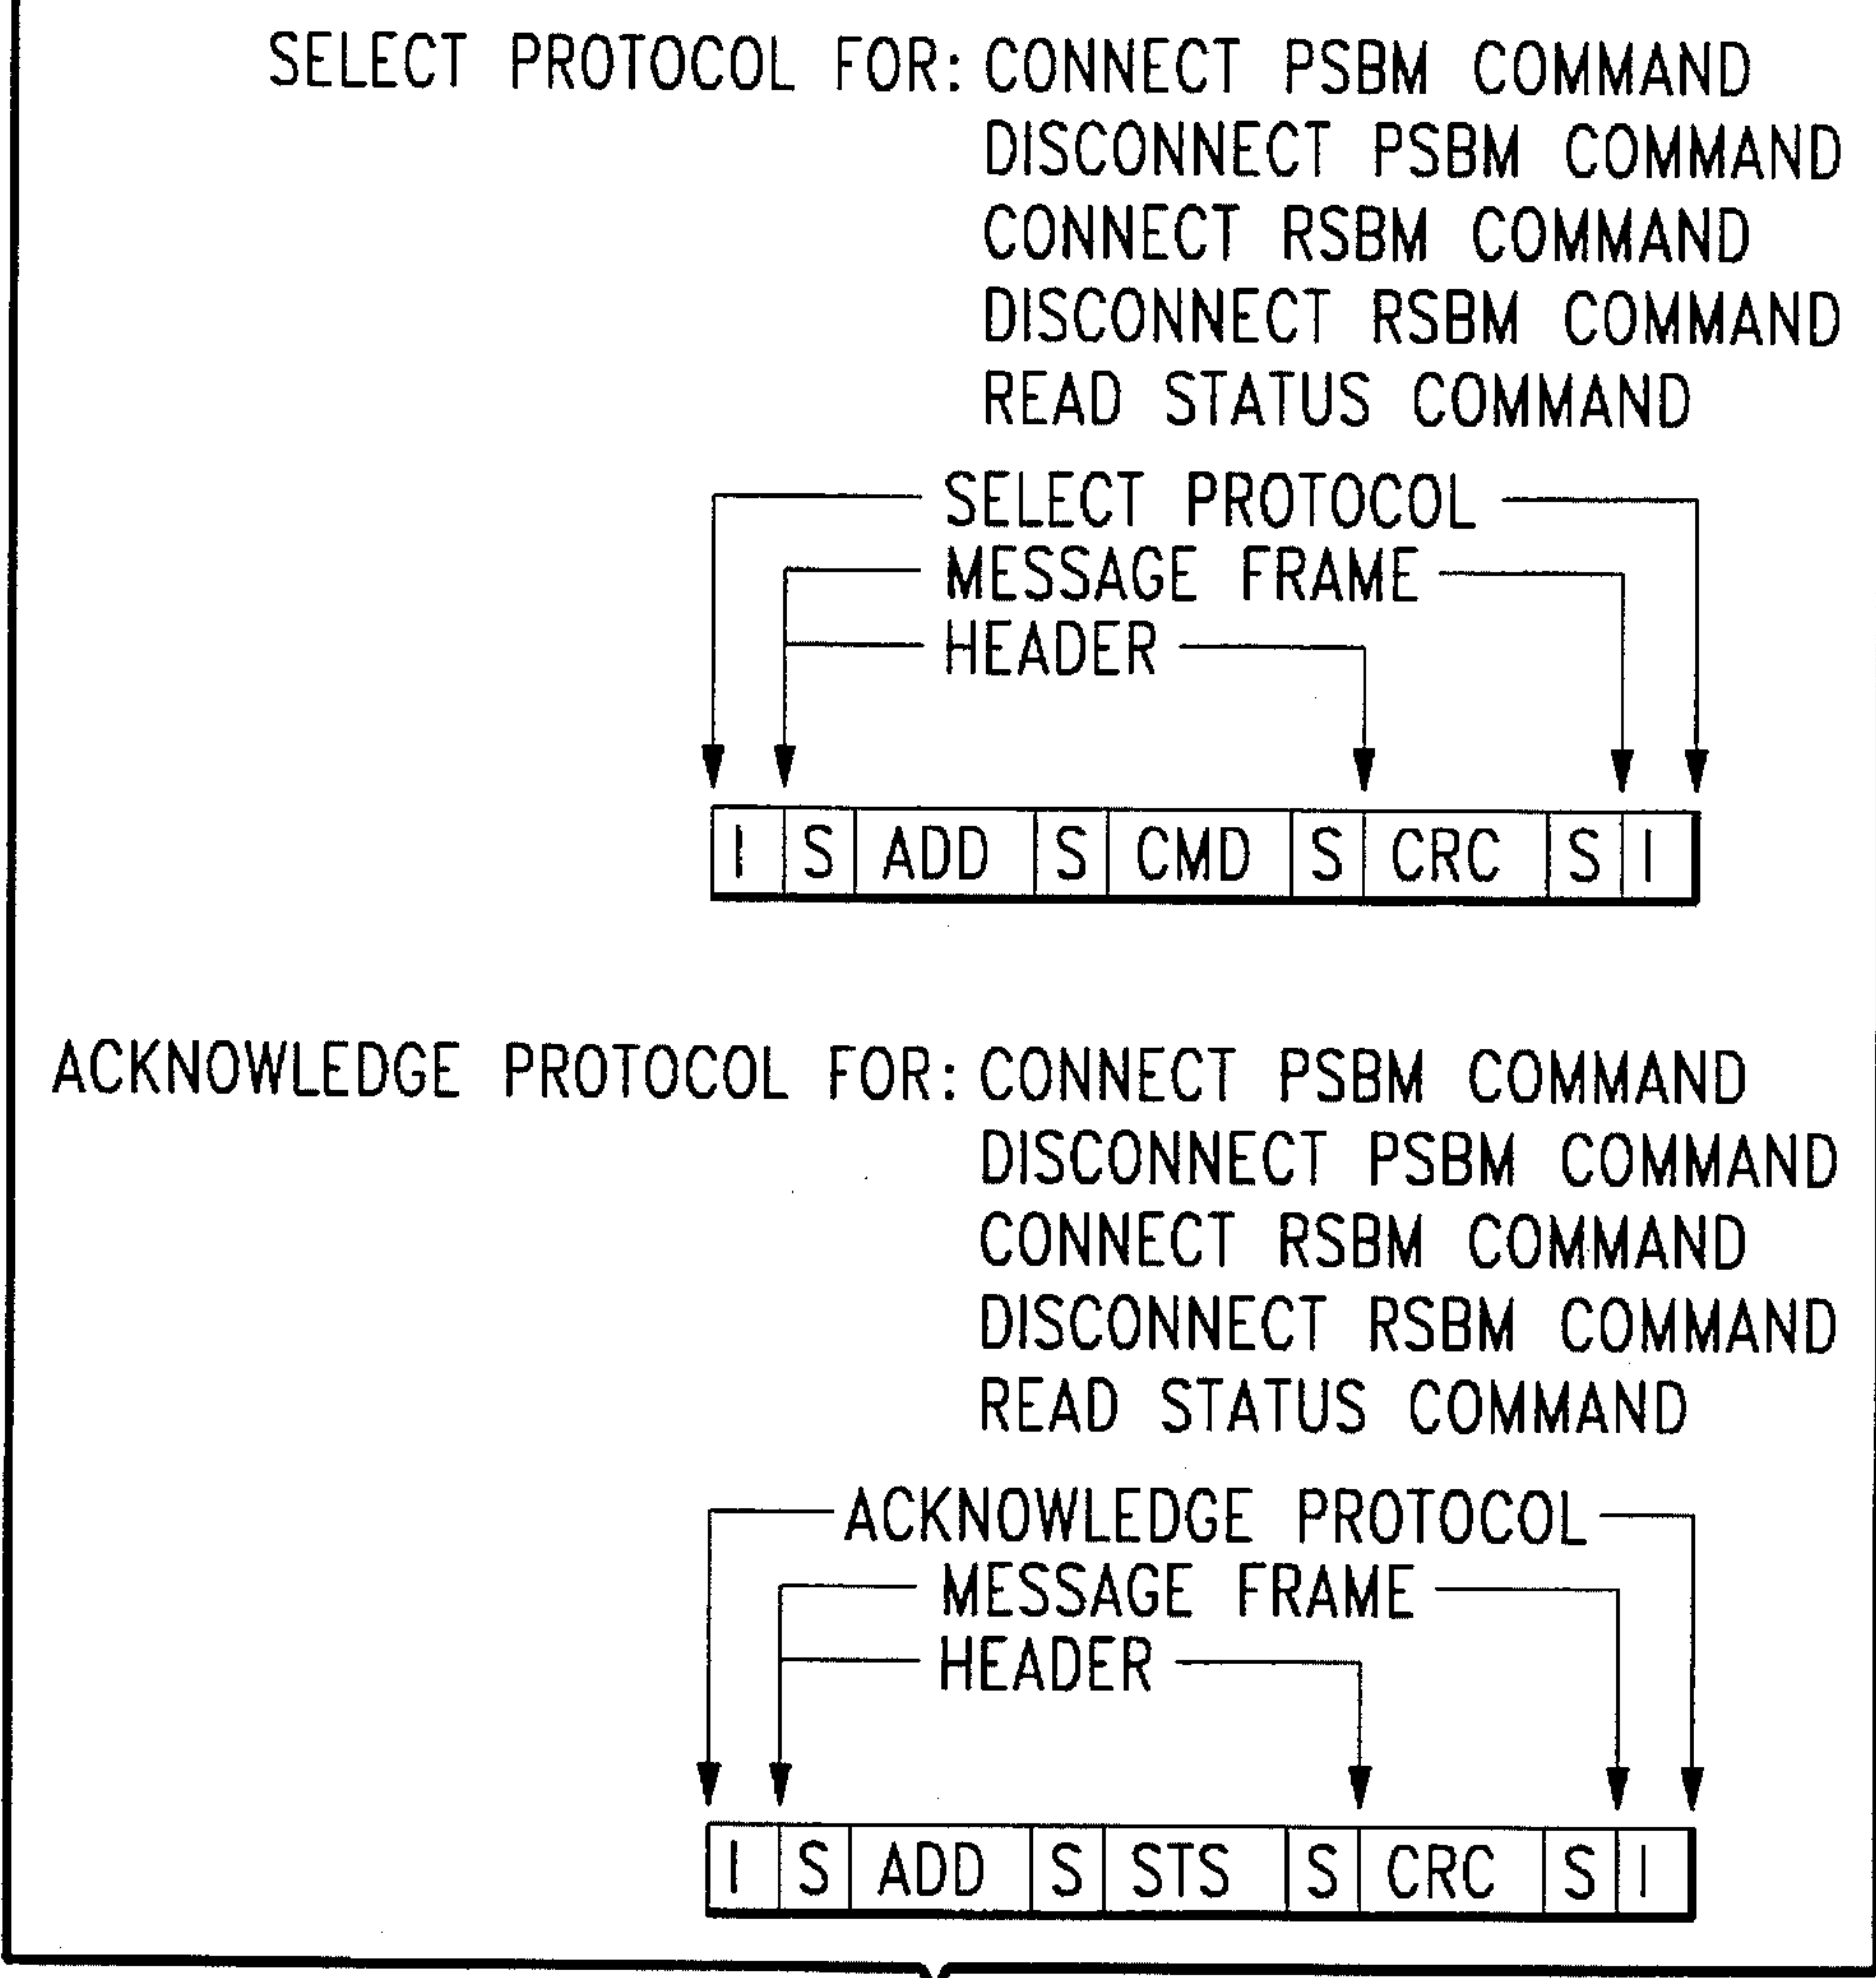 SELECT PROTOCOL FOR: CONNECT PSBM COMMAND
DISCONNECT PSBM COMMAND
CONNECT RSBM COMMAND
DISCONNECT RSBM COMMAND
READ STATUS COMMAND
SELECT PROTOCOL
MESSAGE FRAME
HEADER
I S ADD S CMD S CRC S I
ACKNOWLEDGE PROTOCOL FOR: CONNECT PSBM COMMAND
DISCONNECT PSBM COMMAND
CONNECT RSBM COMMAND
DISCONNECT RSBM COMMAND
READ STATUS COMMAND
ACKNOWLEDGE PROTOCOL
MESSAGE FRAME
HEADER
I S ADD S STS S CRC S I